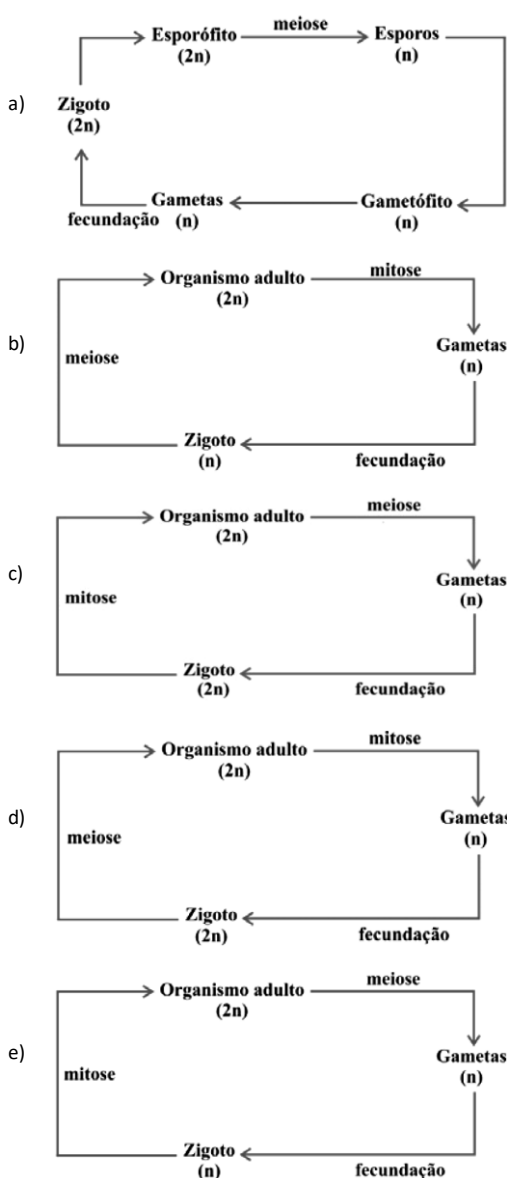 a)
Esporófito
(2n)
meiose
Esporos
(n)
Zigoto
(2n)
fecundação
Gametas
(n)
Gametófito
(n)
b)
Organismo adulto
(2n)
mitose
Gametas
(n)
meiose
Zigoto
(n)
fecundação
c)
Organismo adulto
(2n)
meiose
Gametas
(n)
mitose
Zigoto
(2n)
fecundação
d)
Organismo adulto
(2n)
mitose
Gametas
(n)
meiose
Zigoto
(2n)
fecundação
e)
Organismo adulto
(2n)
meiose
Gametas
(n)
mitose
Zigoto
(n)
fecundação